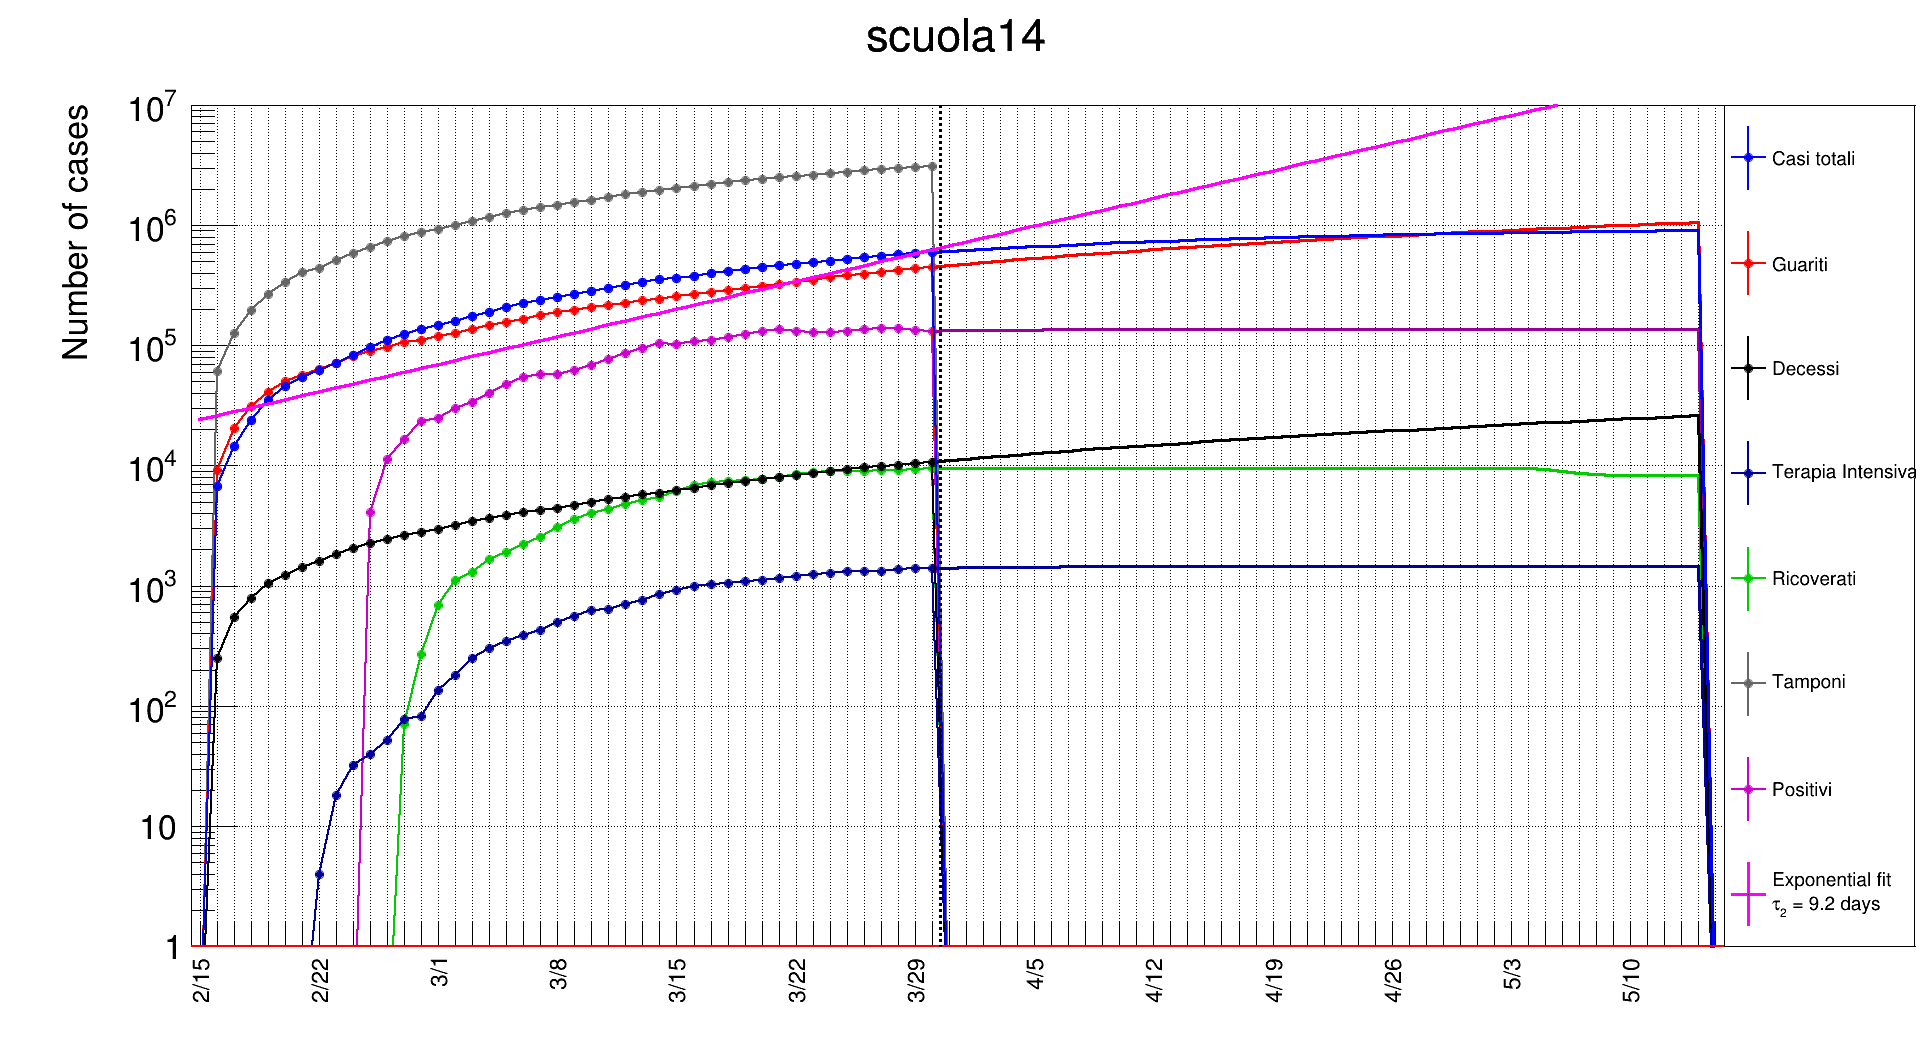 scuola14
Number of cases
10^7
10^6
10^5
10^4
10^3
10^2
10
1
2/15
2/22
3/1
3/8
3/15
3/22
3/29
4/5
4/12
4/19
4/26
5/3
5/10
Casi totali
Guariti
Decessi
Terapia Intensiva
Ricoverati
Tamponi
Positivi
Exponential fit
τ_2 = 9.2 days